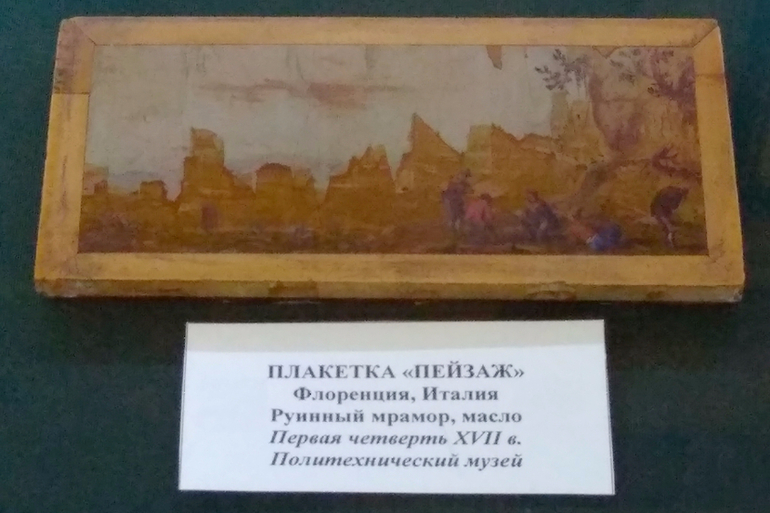 ПЛАКЕТКА «ПЕЙЗАЖ»
Флоренция, Италия
Руинный мрамор, масло
Первая четверть XVII в.
Политехнический музей